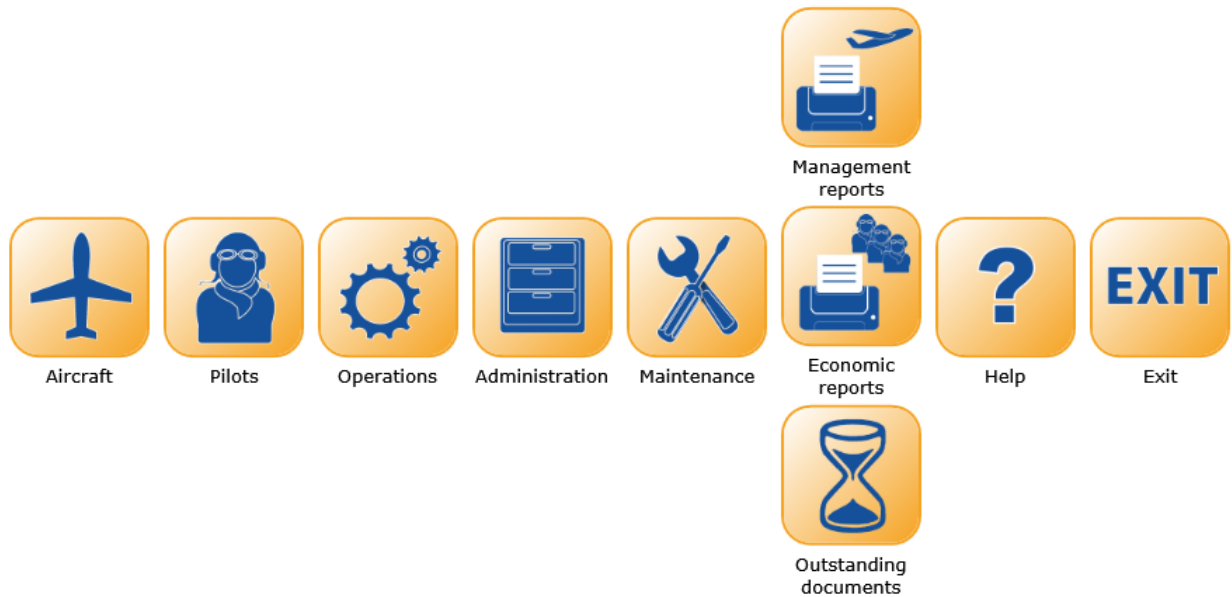 Management
reports
Aircraft
Pilots
Operations
Administration
Maintenance
Economic
reports
Help
EXIT
Exit
Outstanding
documents